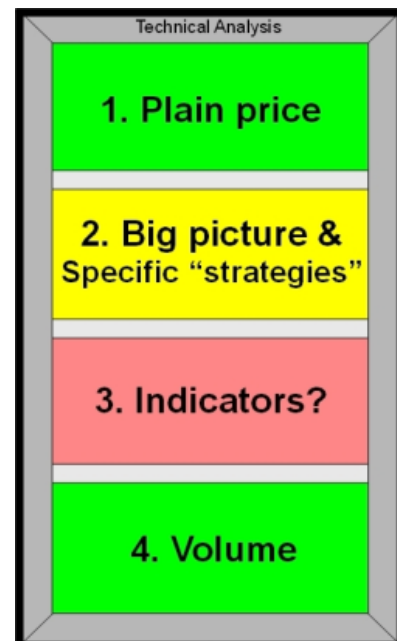 Technical Analysis
1. Plain price
2. Big picture &
Specific “strategies”
3. Indicators?
4. Volume